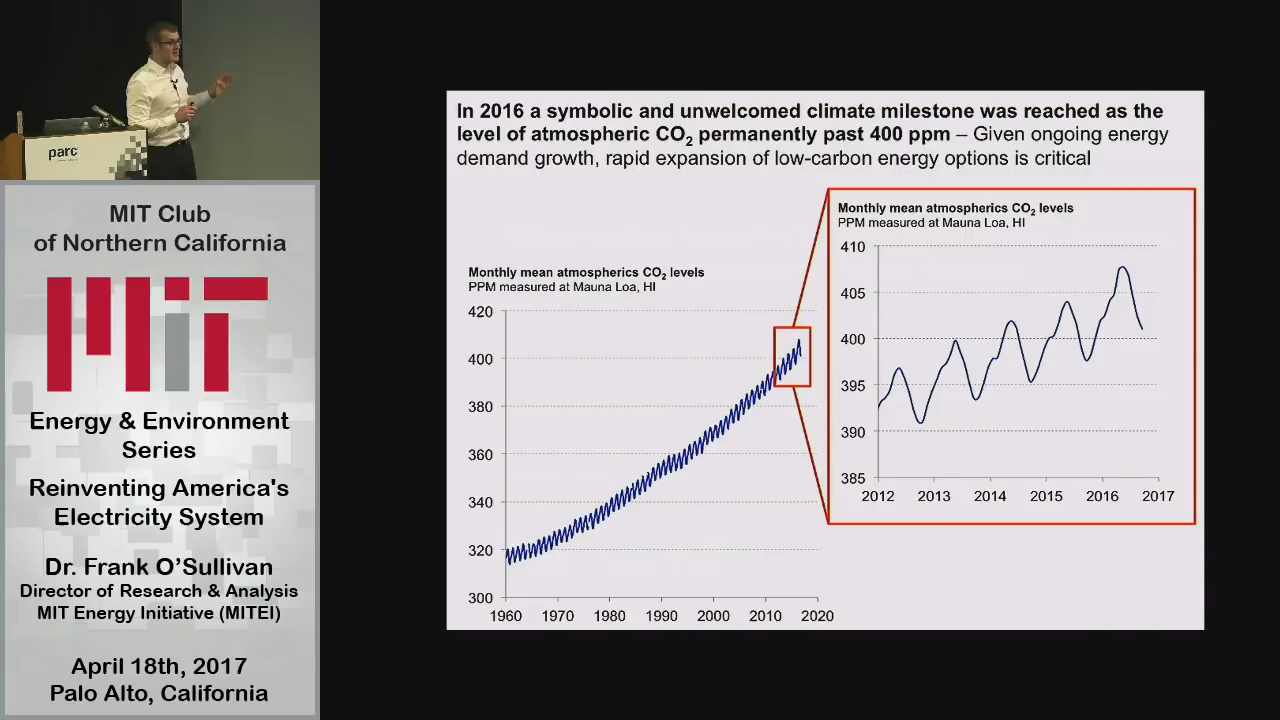 parc
MIT Club
of Northern California
MIT
Energy & Environment
Series
Reinventing America's
Electricity System
Dr. Frank O'Sullivan
Director of Research & Analysis
MIT Energy Initiative (MITEI)
April 18th, 2017
Palo Alto, California
In 2016 a symbolic and unwelcomed climate milestone was reached as the
level of atmospheric CO2 permanently past 400 ppm – Given ongoing energy
demand growth, rapid expansion of low-carbon energy options is critical
Monthly mean atmospherics CO2 levels
PPM measured at Mauna Loa, HI
420
400
380
360
340
320
300
1960 1970 1980 1990 2000 2010 2020
Monthly mean atmospherics CO2 levels
PPM measured at Mauna Loa, HI
410
405
400
395
390
385
2012 2013 2014 2015 2016 2017